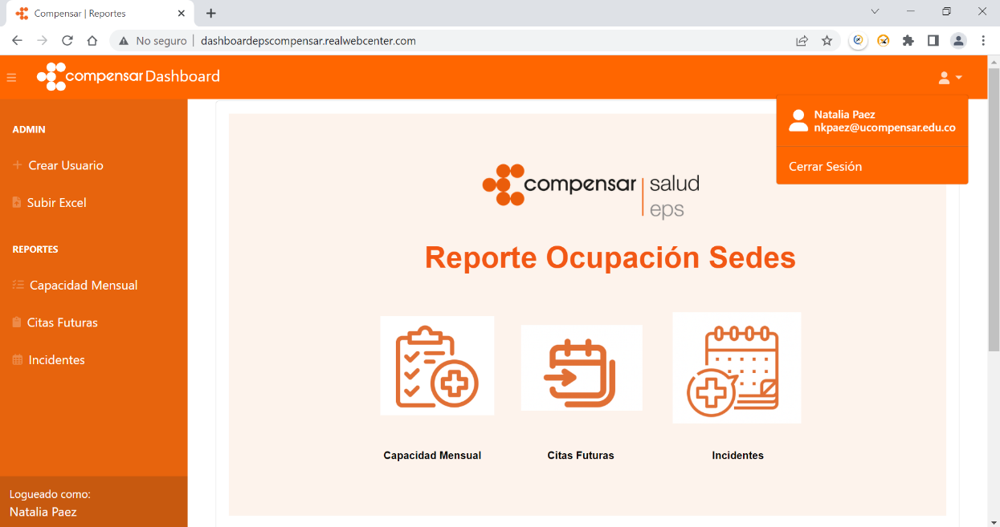 Compensar | Reportes
No seguro | dashboardepscompensar.realwebcenter.com
compensar Dashboard
Natalia Paez
nkpaez@ucompensar.edu.co
Cerrar Sesión
ADMIN
Crear Usuario
Subir Excel
REPORTES
Capacidad Mensual
Citas Futuras
Incidentes
Logueado como:
Natalia Paez
compensar salud
eps
Reporte Ocupación Sedes
Capacidad Mensual
Citas Futuras
Incidentes